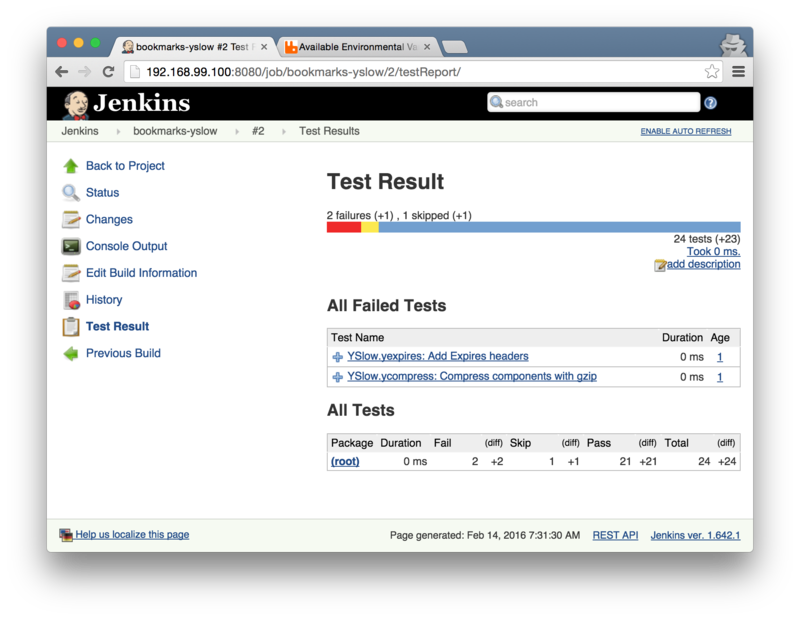 bookmarks-yslow #2 Test R
Available Environmental Va
192.168.99.100:8080/job/bookmarks-yslow/2/testReport/
Jenkins
search
Jenkins bookmarks-yslow #2 Test Results
ENABLE AUTO REFRESH
Back to Project
Status
Changes
Console Output
Edit Build Information
History
Test Result
Previous Build
Test Result
2 failures (+1) , 1 skipped (+1)
24 tests (+23)
Took 0 ms.
add description
All Failed Tests
Test Name Duration Age
YSlow.yexpires: Add Expires headers 0 ms 1
YSlow.ycompress: Compress components with gzip 0 ms 1
All Tests
Package Duration Fail (diff) Skip (diff) Pass (diff) Total (diff)
(root) 0 ms 2 +2 1 +1 21 +21 24 +24
Help us localize this page
Page generated: Feb 14, 2016 7:31:30 AM REST API Jenkins ver. 1.642.1